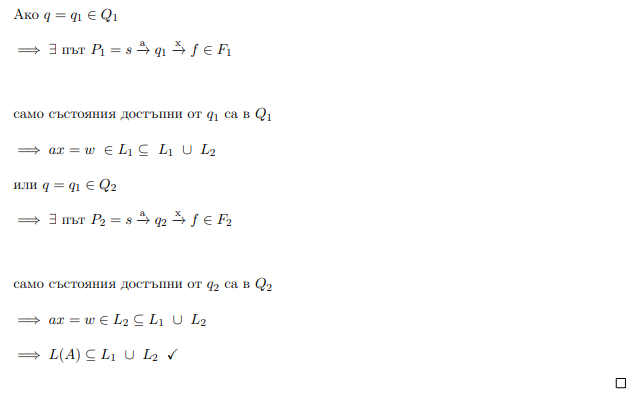 Ако q = q₁ ∈ Q₁
⟹ ∃ път P₁ = s →ᵃ q₁ →ˣ f ∈ F₁
само състояния достъпни от q₁ са в Q₁
⟹ ax = w ∈ L₁ ⊆ L₁ ∪ L₂
или q = q₁ ∈ Q₂
⟹ ∃ път P₂ = s →ᵃ q₂ →ˣ f ∈ F₂
само състояния достъпни от q₂ са в Q₂
⟹ ax = w ∈ L₂ ⊆ L₁ ∪ L₂
⟹ L(A) ⊆ L₁ ∪ L₂ ✓
□